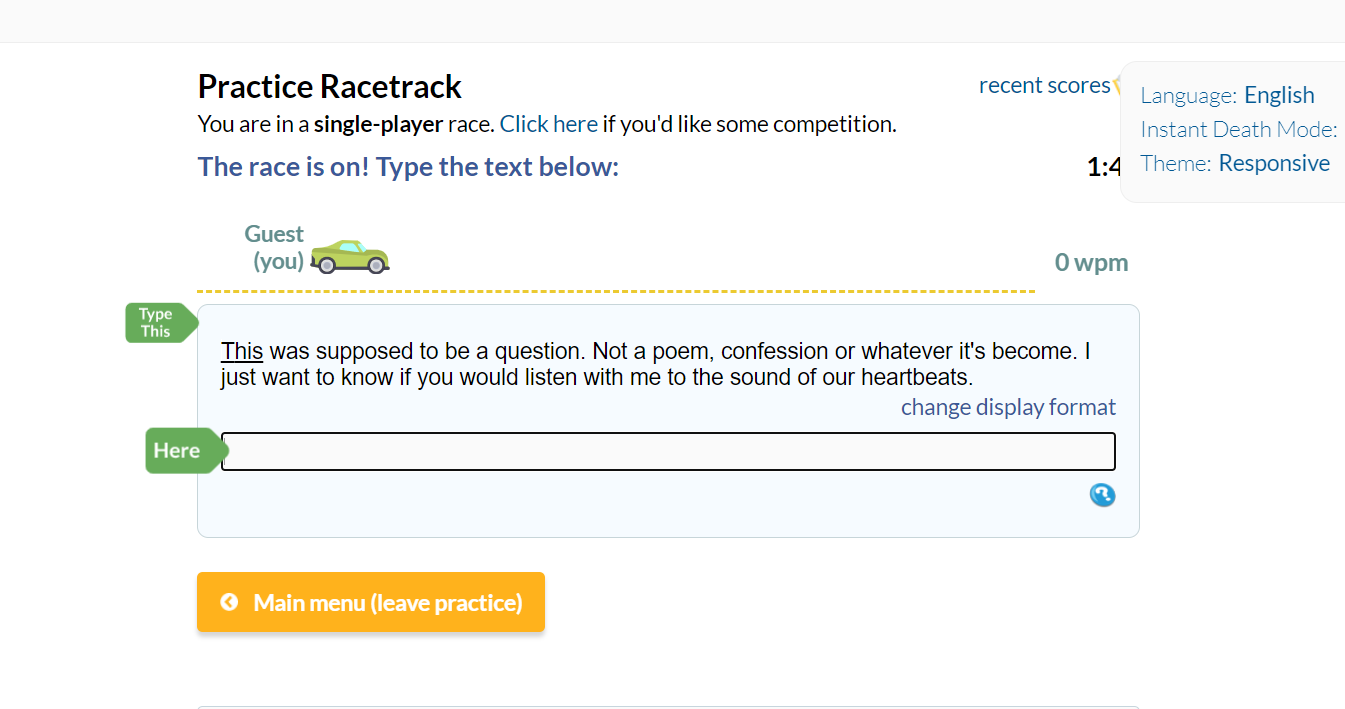 Practice Racetrack
recent scores
You are in a single-player race. Click here if you'd like some competition.
The race is on! Type the text below:
1:4
Language: English
Instant Death Mode:
Theme: Responsive
Guest
(you)
0 wpm
Type
This
This was supposed to be a question. Not a poem, confession or whatever it's become. I
just want to know if you would listen with me to the sound of our heartbeats.
change display format
Here
Main menu (leave practice)